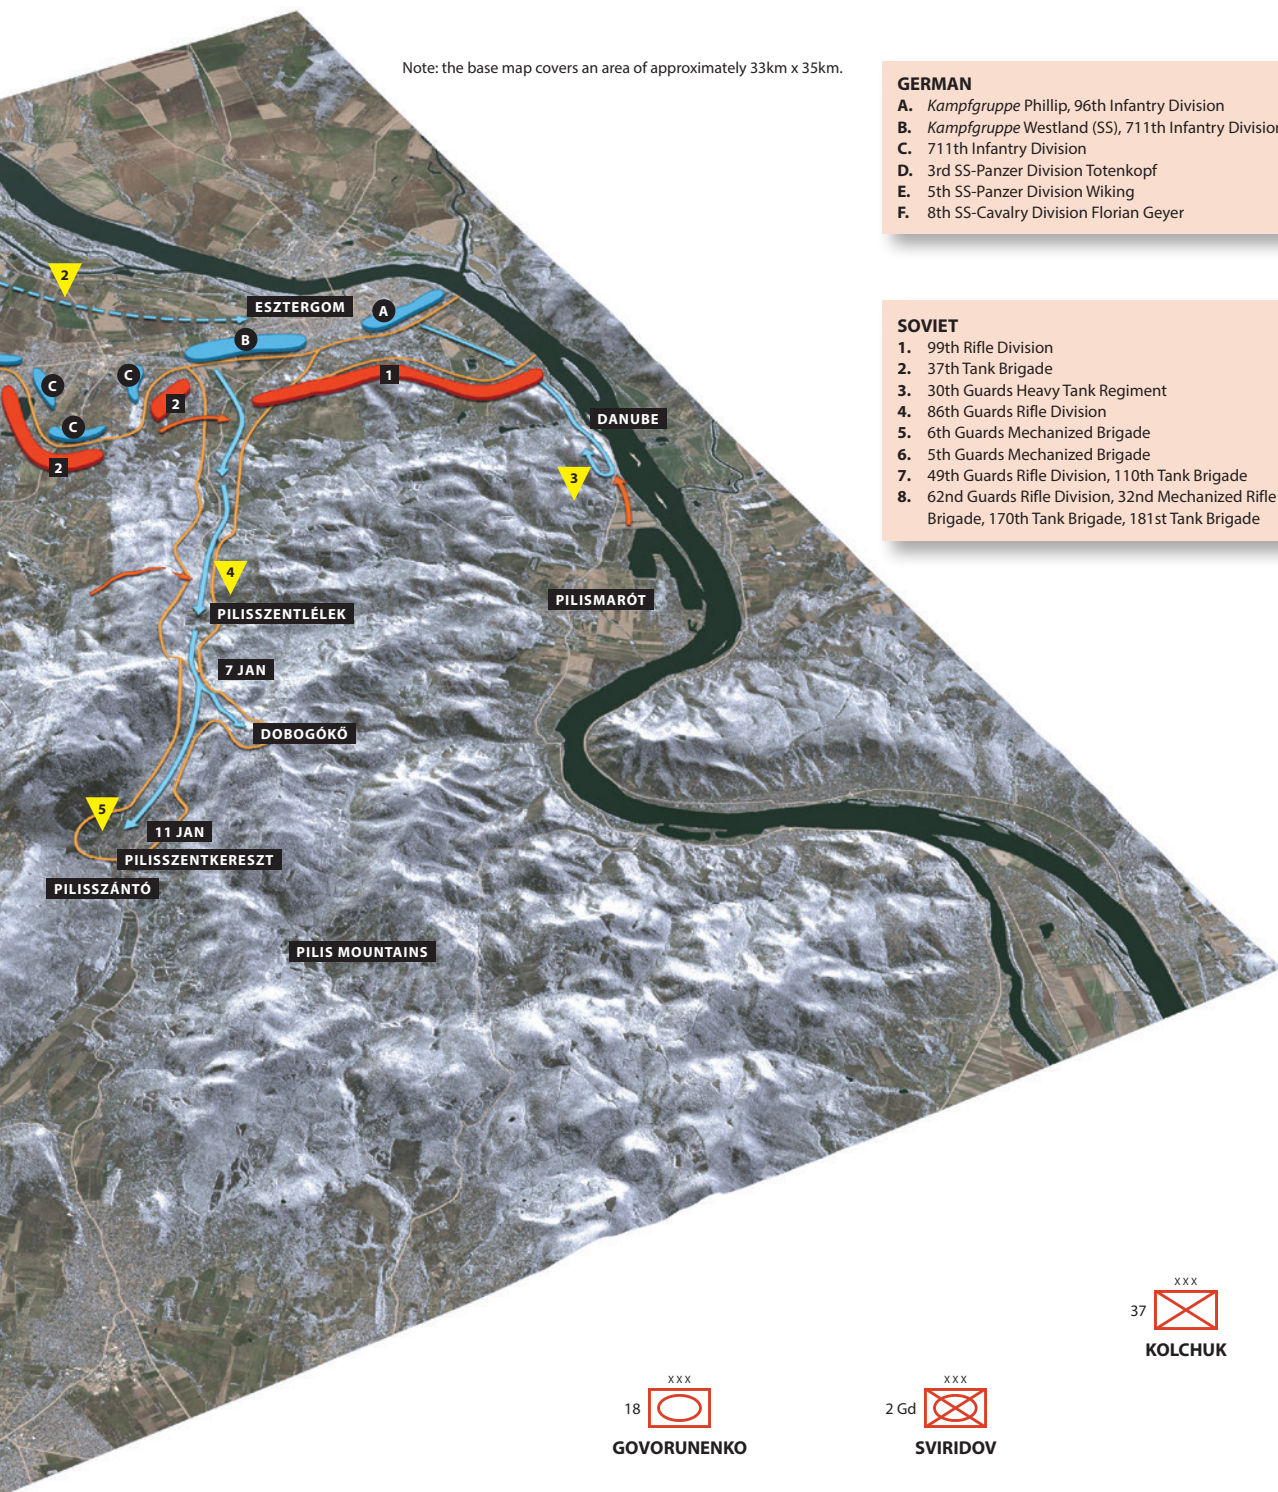 Note: the base map covers an area of approximately 33km x 35km.
GERMAN
A. Kampfgruppe Phillip, 96th Infantry Division
B. Kampfgruppe Westland (SS), 711th Infantry Division
C. 711th Infantry Division
D. 3rd SS-Panzer Division Totenkopf
E. 5th SS-Panzer Division Wiking
F. 8th SS-Cavalry Division Florian Geyer
SOVIET
1. 99th Rifle Division
2. 37th Tank Brigade
3. 30th Guards Heavy Tank Regiment
4. 86th Guards Rifle Division
5. 6th Guards Mechanized Brigade
6. 5th Guards Mechanized Brigade
7. 49th Guards Rifle Division, 110th Tank Brigade
8. 62nd Guards Rifle Division, 32nd Mechanized Rifle
Brigade, 170th Tank Brigade, 181st Tank Brigade
2
ESZTERGOM
A
B
C
C
1
2
C
2
DANUBE
3
4
PILISMARÓT
PILISSZENTLÉLEK
7 JAN
DOBOGÓKŐ
5
11 JAN
PILISSZENTKERESZT
PILISSZÁNTÓ
PILIS MOUNTAINS
xxx
37
KOLCHUK
xxx
18
GOVORUNENKO
xxx
2 Gd
SVIRIDOV